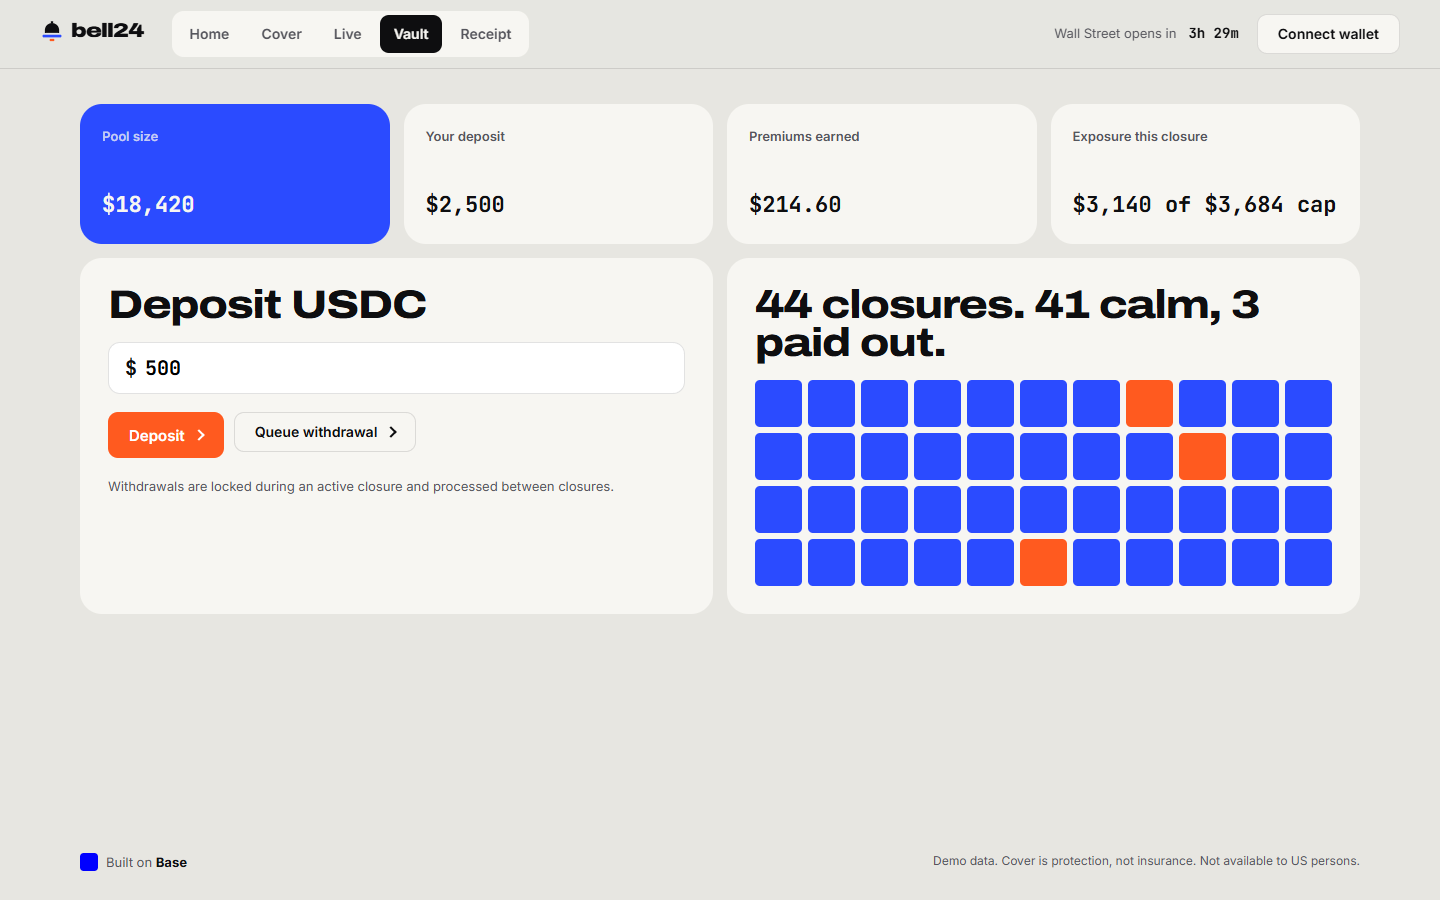 bell24
Home Cover Live Vault Receipt
Wall Street opens in 3h 29m
Connect wallet
Pool size
$18,420
Your deposit
$2,500
Premiums earned
$214.60
Exposure this closure
$3,140 of $3,684 cap
Deposit USDC
$ 500
Deposit
Queue withdrawal
Withdrawals are locked during an active closure and processed between closures.
44 closures. 41 calm, 3
paid out.
Built on Base
Demo data. Cover is protection, not insurance. Not available to US persons.